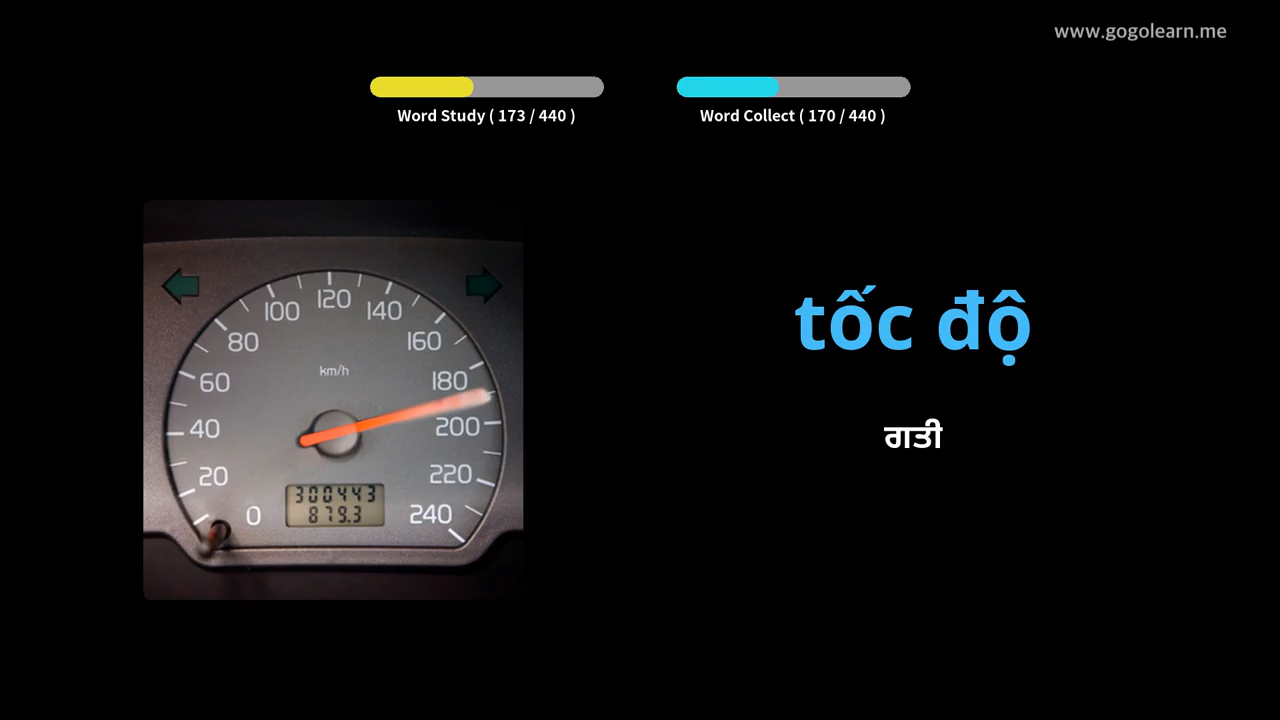 www.gogolearn.me
Word Study ( 173 / 440 )
Word Collect ( 170 / 440 )
120
100
140
80
160
km/h
60
180
40
200
20
220
300443
879.3
0
240
tốc độ
ਗਤੀ